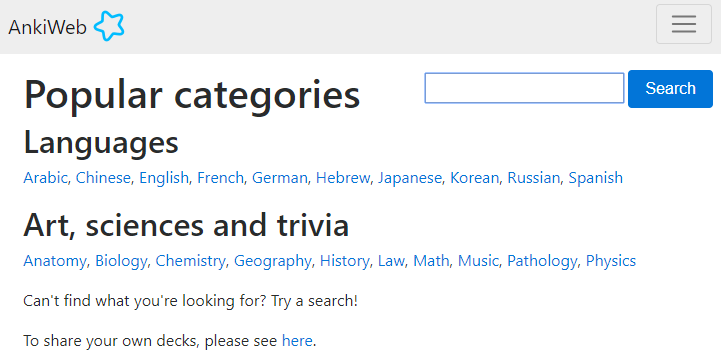 AnkiWeb
Popular categories
Search
Languages
Arabic, Chinese, English, French, German, Hebrew, Japanese, Korean, Russian, Spanish
Art, sciences and trivia
Anatomy, Biology, Chemistry, Geography, History, Law, Math, Music, Pathology, Physics
Can't find what you're looking for? Try a search!
To share your own decks, please see here.